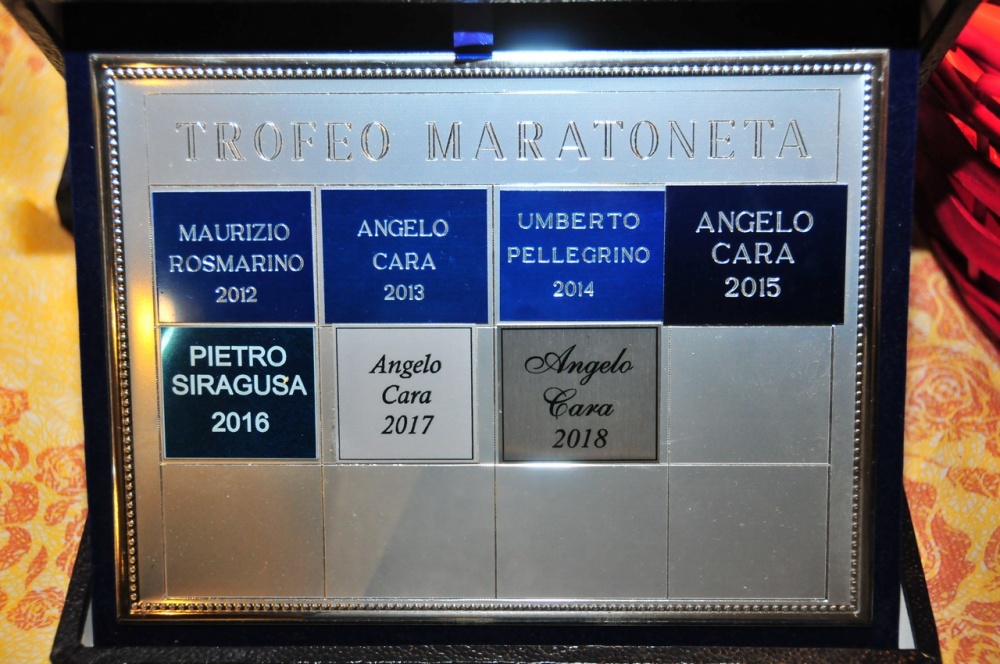 TROFEO MARATONETA
MAURIZIO
ROSMARINO
2012
ANGELO
CARA
2013
UMBERTO
PELLEGRINO
2014
ANGELO
CARA
2015
PIETRO
SIRAGUSA
2016
Angelo
Cara
2017
Angelo
Cara
2018